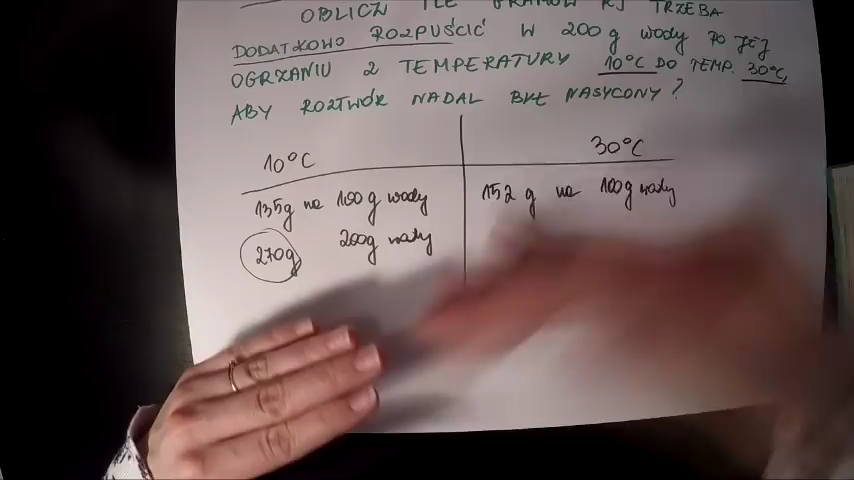 OBLICZ ILE GRAMÓW KJ TRZEBA
DODATKOWO ROZPUŚCIĆ W 200 g wody po jej
OGRZANIU Z TEMPERATURY 10°C DO TEMP. 30°C,
ABY ROZTWÓR NADAL BYŁ NASYCONY?
10°C
30°C
135g na 100g wody
152 g na 100g wody
270g 200g wody